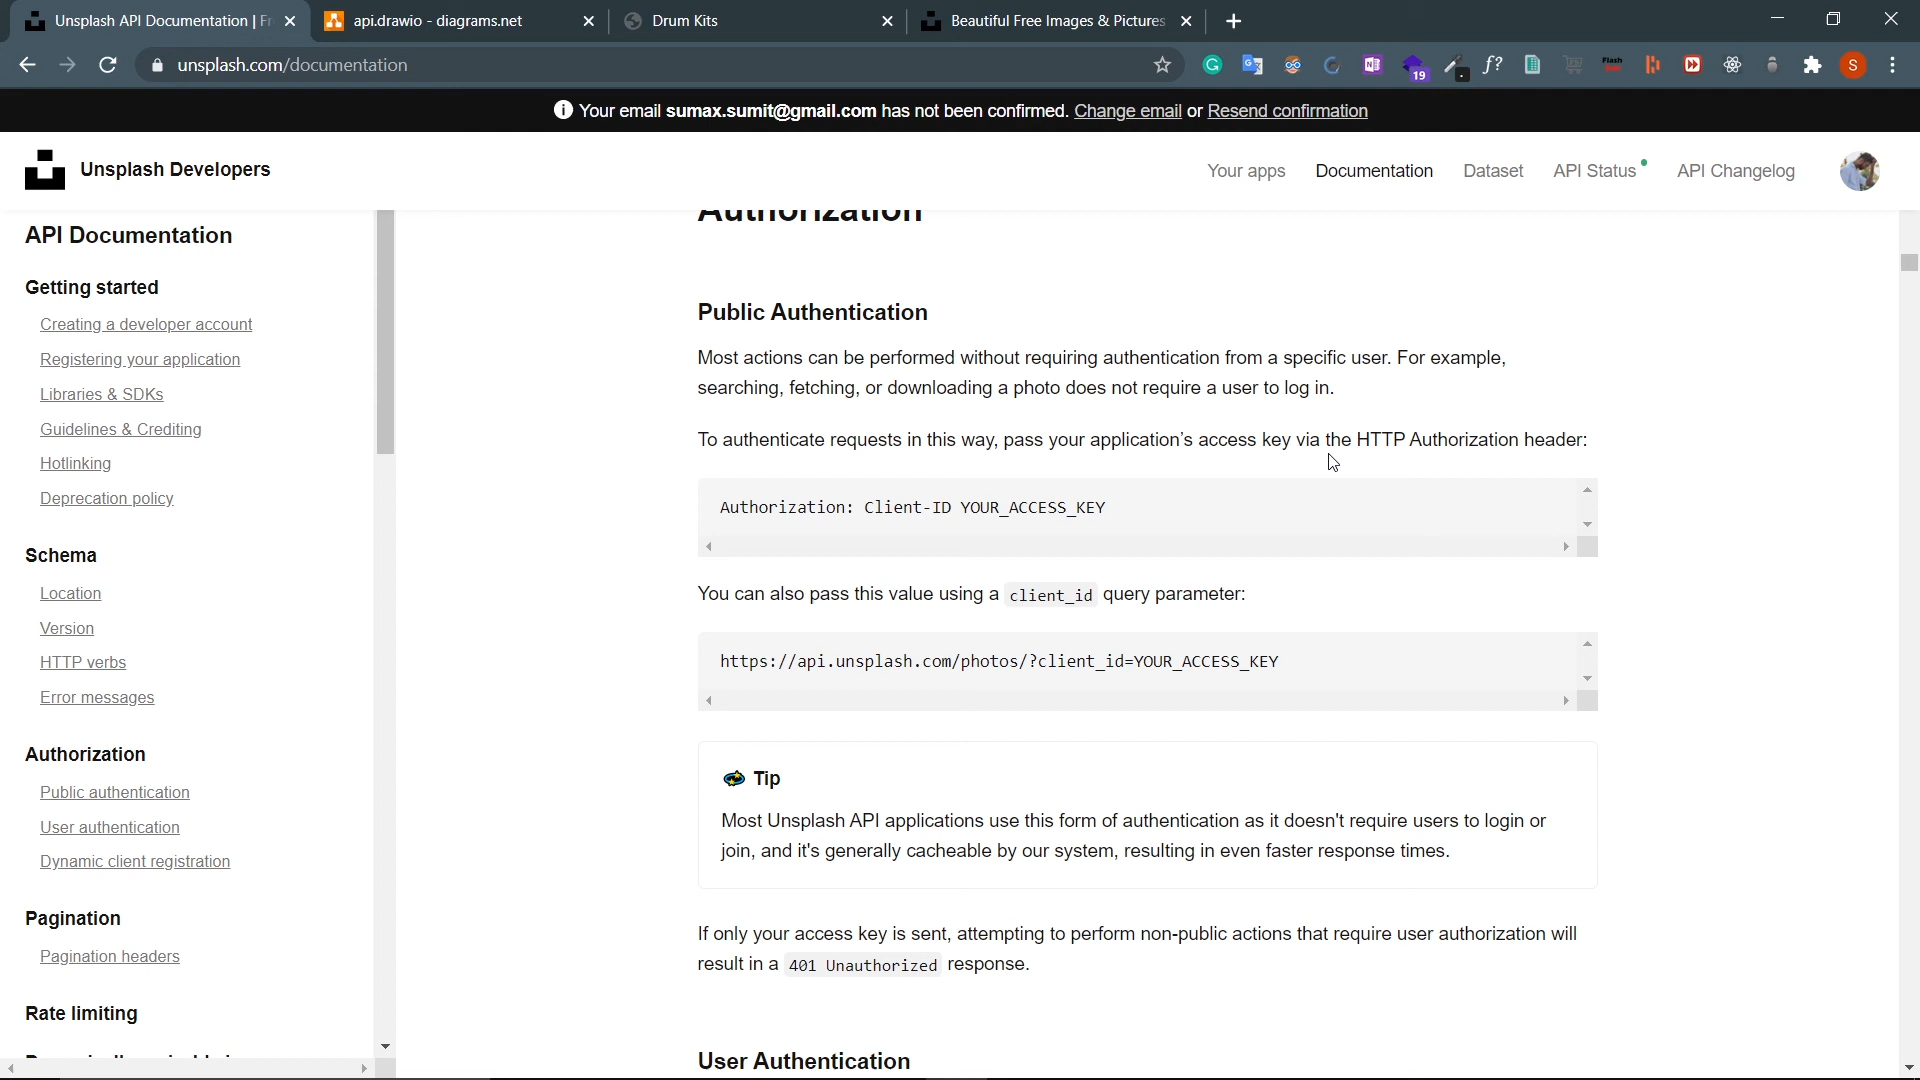 Unsplash API Documentation | Fr
api.drawio - diagrams.net
Drum Kits
Beautiful Free Images & Pictures
unsplash.com/documentation
19
Flash
S
Your email sumax.sumit@gmail.com has not been confirmed. Change email or Resend confirmation
Unsplash Developers
Your apps
Documentation
Dataset
API Status
API Changelog
API Documentation
Getting started
Creating a developer account
Registering your application
Libraries & SDKs
Guidelines & Crediting
Hotlinking
Deprecation policy
Schema
Location
Version
HTTP verbs
Error messages
Authorization
Public authentication
User authentication
Dynamic client registration
Pagination
Pagination headers
Rate limiting
Authorization
Public Authentication
Most actions can be performed without requiring authentication from a specific user. For example,
searching, fetching, or downloading a photo does not require a user to log in.
To authenticate requests in this way, pass your application's access key via the HTTP Authorization header:
Authorization: Client-ID YOUR_ACCESS_KEY
You can also pass this value using a client_id query parameter:
https://api.unsplash.com/photos/?client_id=YOUR_ACCESS_KEY
Tip
Most Unsplash API applications use this form of authentication as it doesn't require users to login or
join, and it's generally cacheable by our system, resulting in even faster response times.
If only your access key is sent, attempting to perform non-public actions that require user authorization will
result in a 401 Unauthorized response.
User Authentication